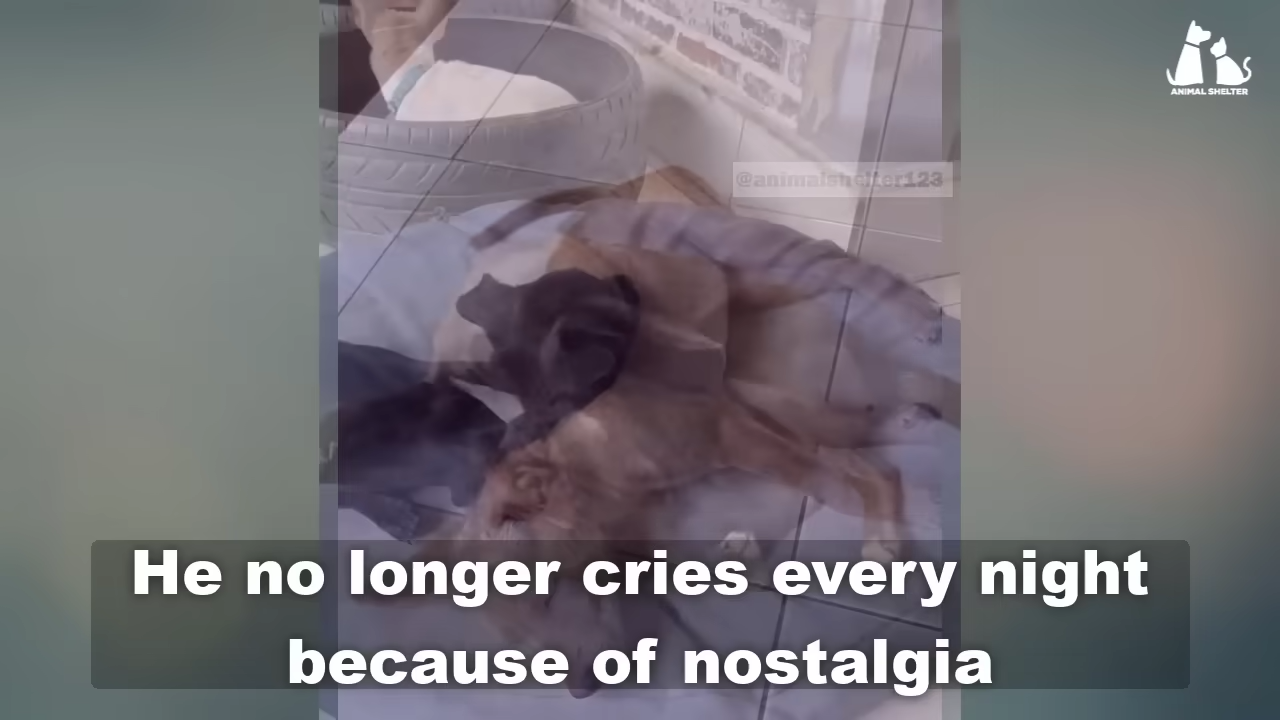 ANIMAL SHELTER
@animalshelter123
He no longer cries every night
because of nostalgia